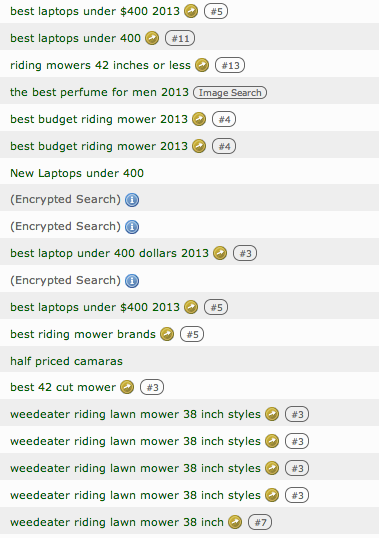 best laptops under $400 2013 #5
best laptops under 400 #11
riding mowers 42 inches or less #13
the best perfume for men 2013 Image Search
best budget riding mower 2013 #4
best budget riding mower 2013 #4
New Laptops under 400
(Encrypted Search) i
(Encrypted Search) i
best laptop under 400 dollars 2013 #3
(Encrypted Search) i
best laptops under $400 2013 #5
best riding mower brands #5
half priced camaras
best 42 cut mower #3
weedeater riding lawn mower 38 inch styles #3
weedeater riding lawn mower 38 inch styles #3
weedeater riding lawn mower 38 inch styles #3
weedeater riding lawn mower 38 inch styles #3
weedeater riding lawn mower 38 inch #7